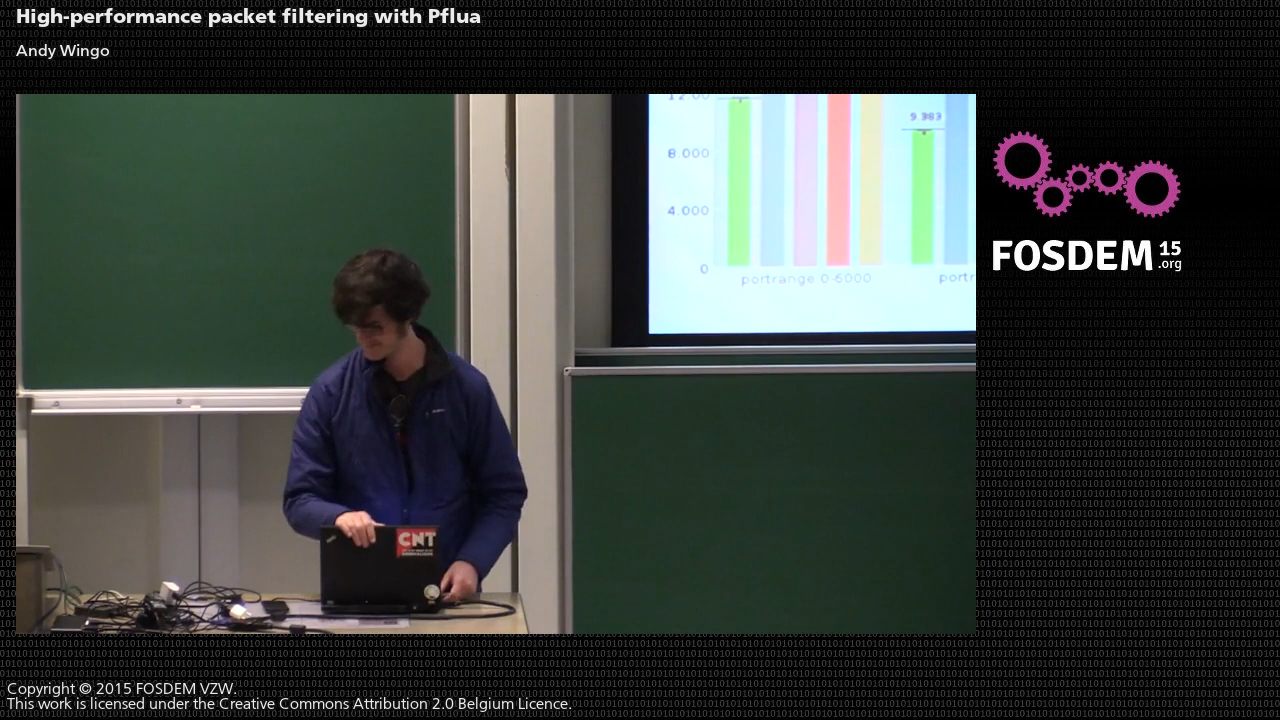 High-performance packet filtering with Pflua
Andy Wingo
9.383
8.000
4.000
0
portrange 0-6000
portr
FOSDEM 15
.org
CNT
Copyright © 2015 FOSDEM VZW.
This work is licensed under the Creative Commons Attribution 2.0 Belgium Licence.